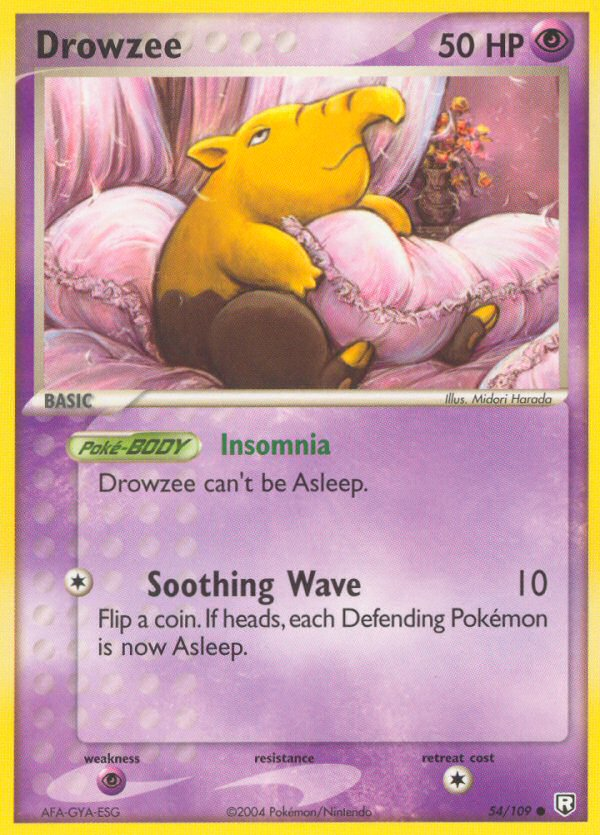 Drowzee 50 HP
BASIC
Illus. Midori Harada
Poké-BODY Insomnia
Drowzee can't be Asleep.
Soothing Wave 10
Flip a coin. If heads, each Defending Pokémon
is now Asleep.
weakness resistance retreat cost
AFA-GYA-ESG ©2004 Pokémon/Nintendo 54/109 ● R